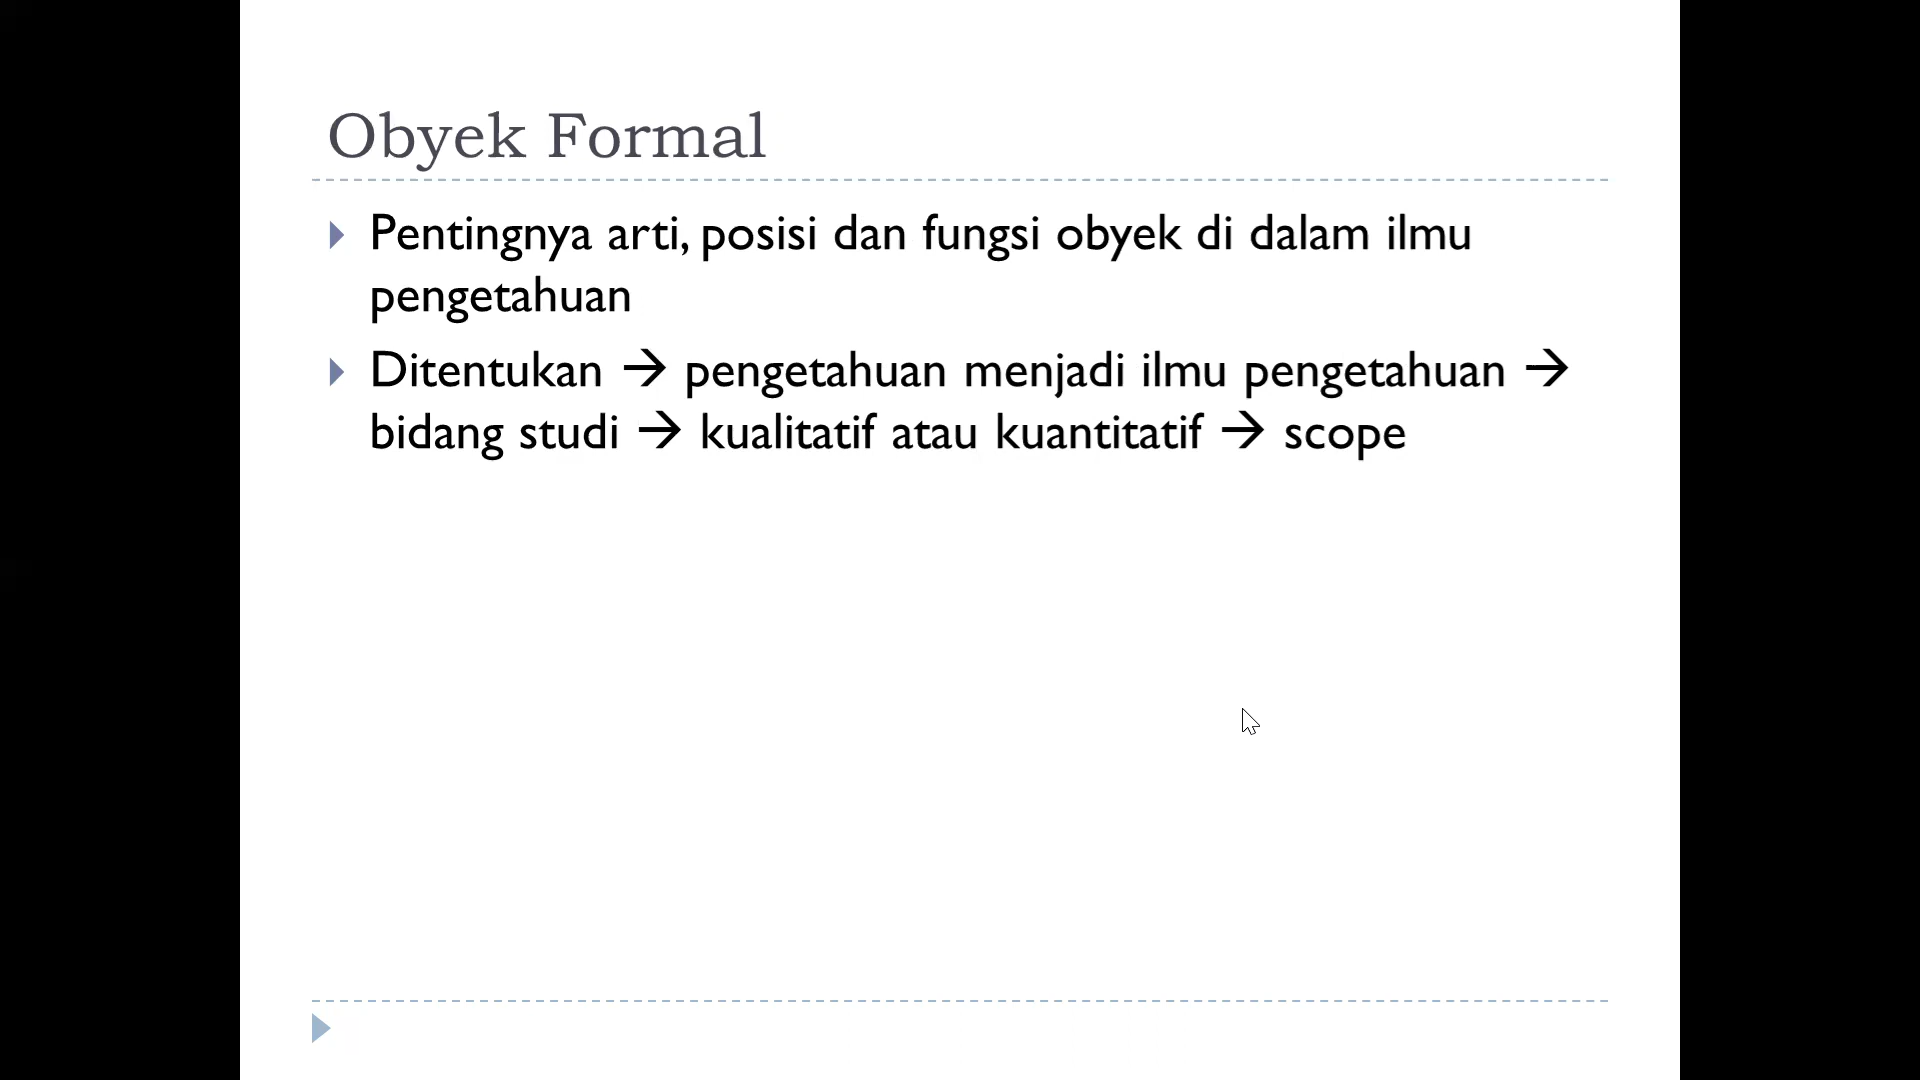 Obyek Formal
Pentingnya arti, posisi dan fungsi obyek di dalam ilmu
pengetahuan
Ditentukan → pengetahuan menjadi ilmu pengetahuan →
bidang studi → kualitatif atau kuantitatif → scope